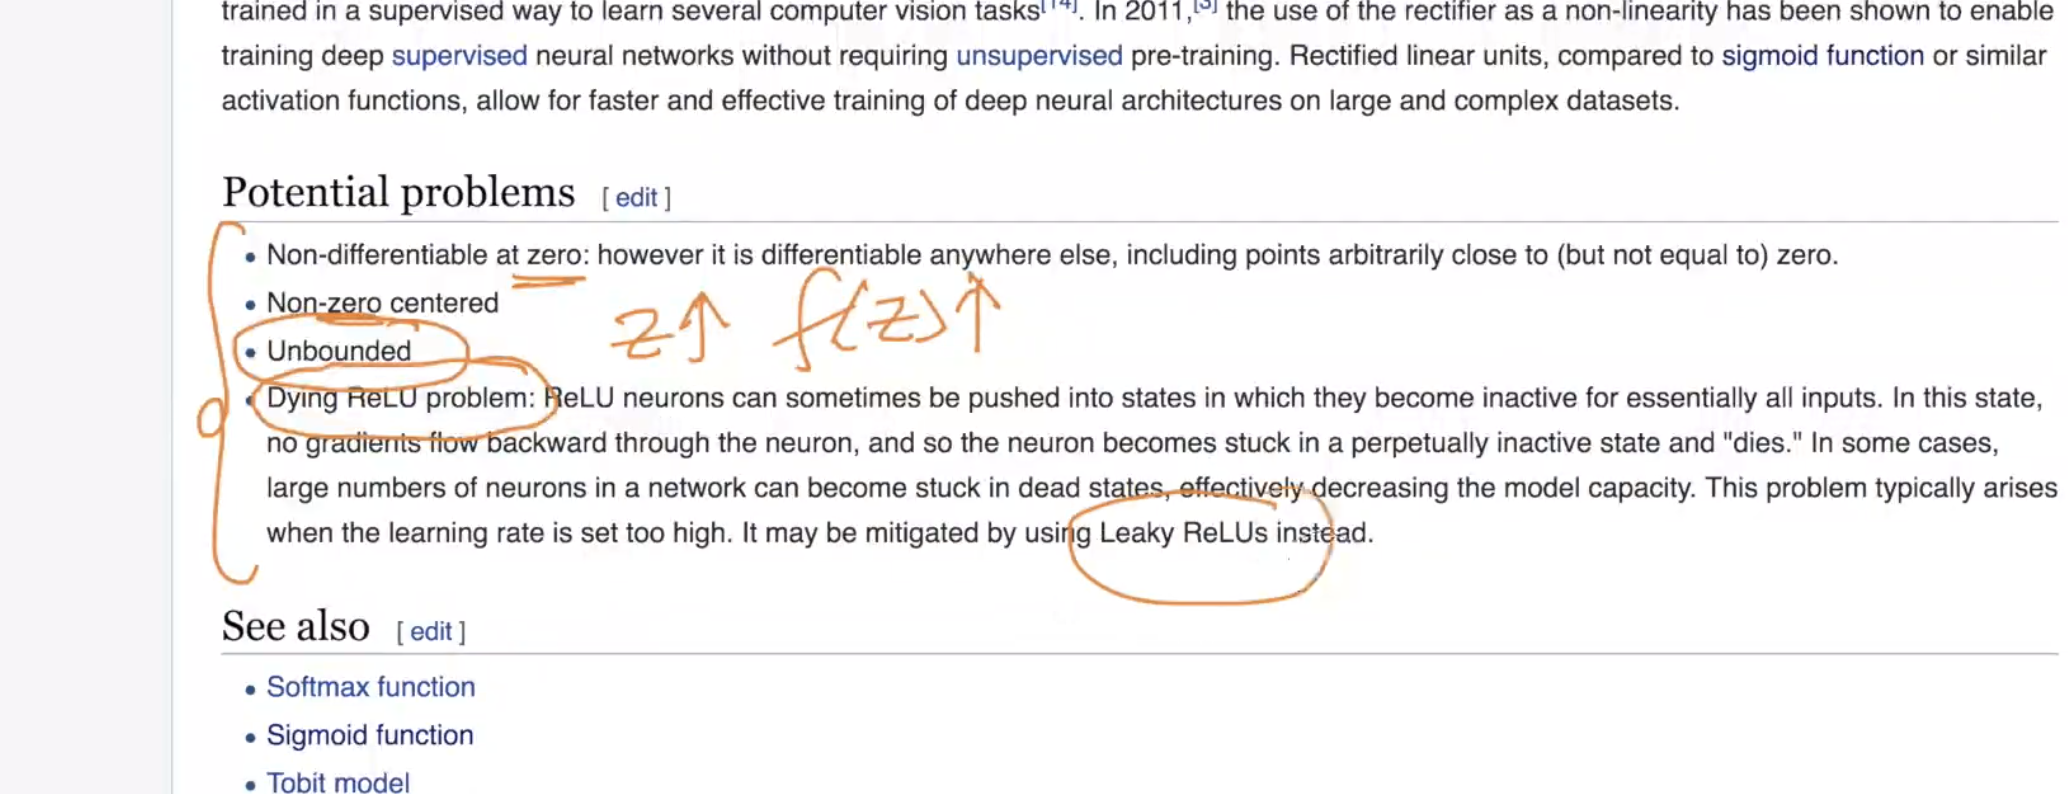 trained in a supervised way to learn several computer vision tasks[14]. In 2011,[3] the use of the rectifier as a non-linearity has been shown to enable
training deep supervised neural networks without requiring unsupervised pre-training. Rectified linear units, compared to sigmoid function or similar
activation functions, allow for faster and effective training of deep neural architectures on large and complex datasets.
Potential problems [ edit ]
• Non-differentiable at zero: however it is differentiable anywhere else, including points arbitrarily close to (but not equal to) zero.
• Non-zero centered
z↑ f(z)↑
• Unbounded
• Dying ReLU problem: ReLU neurons can sometimes be pushed into states in which they become inactive for essentially all inputs. In this state,
no gradients flow backward through the neuron, and so the neuron becomes stuck in a perpetually inactive state and "dies." In some cases,
large numbers of neurons in a network can become stuck in dead states, effectively decreasing the model capacity. This problem typically arises
when the learning rate is set too high. It may be mitigated by using Leaky ReLUs instead.
See also [ edit ]
• Softmax function
• Sigmoid function
• Tobit model